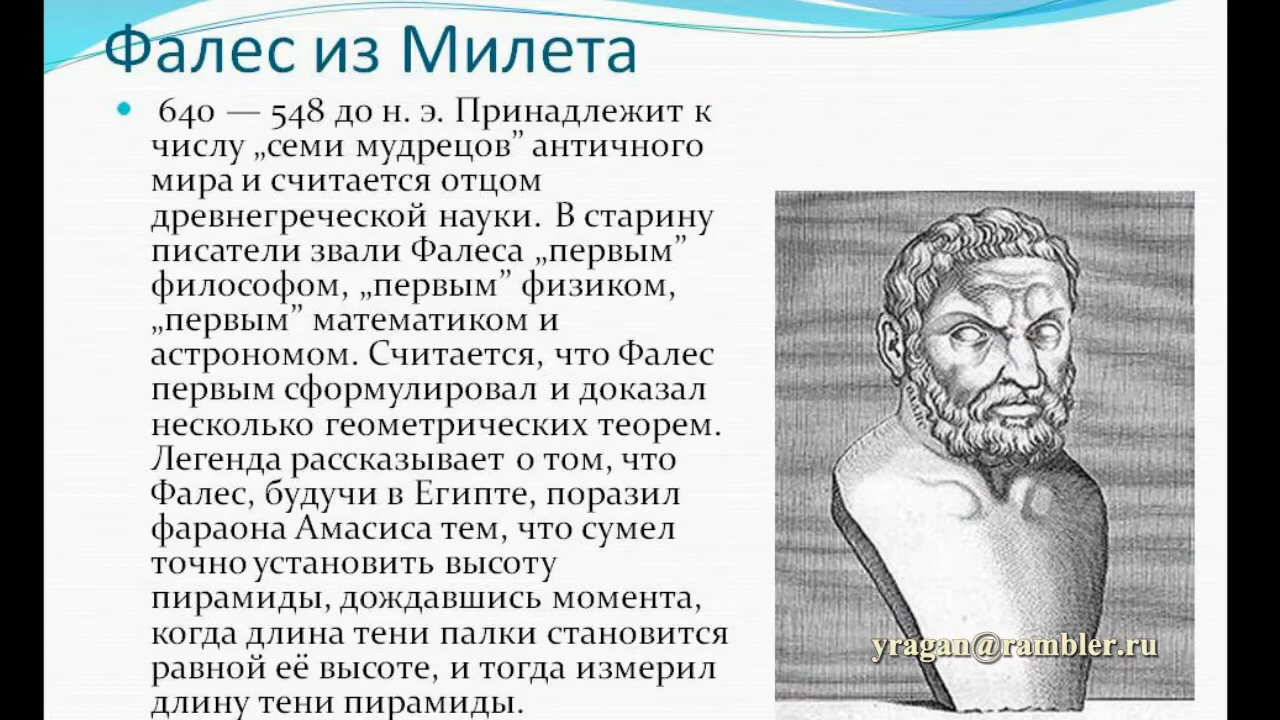 Фалес из Милета
640 — 548 до н. э. Принадлежит к
числу „семи мудрецов” античного
мира и считается отцом
древнегреческой науки. В старину
писатели звали Фалеса „первым”
философом, „первым” физиком,
„первым” математиком и
астрономом. Считается, что Фалес
первым сформулировал и доказал
несколько геометрических теорем.
Легенда рассказывает о том, что
Фалес, будучи в Египте, поразил
фараона Амасиса тем, что сумел
точно установить высоту
пирамиды, дождавшись момента,
когда длина тени палки становится
равной её высоте, и тогда измерил
длину тени пирамиды.
yragan@rambler.ru